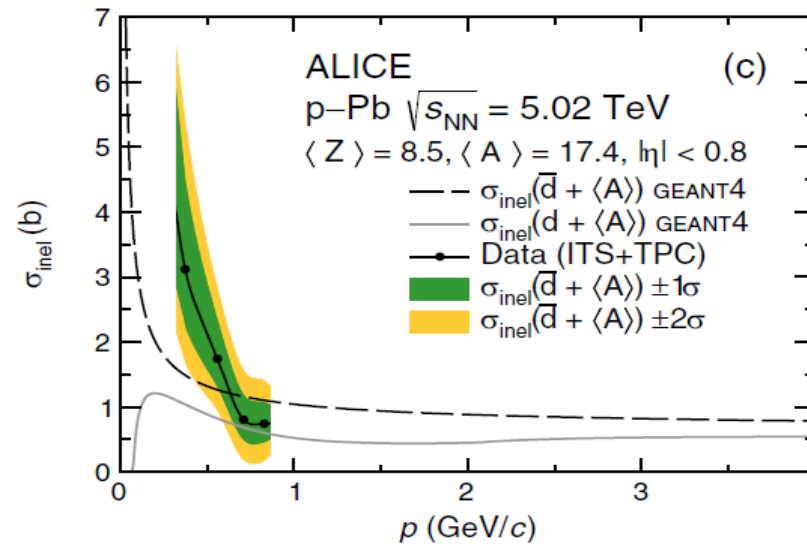 7
6
5
4
3
2
1
0
σinel(b)
ALICE (c)
p−Pb √sNN = 5.02 TeV
⟨ Z ⟩ = 8.5, ⟨ A ⟩ = 17.4, |η| < 0.8
σinel(d̅ + ⟨A⟩) GEANT4
σinel(d + ⟨A⟩) GEANT4
Data (ITS+TPC)
σinel(d̅ + ⟨A⟩) ±1σ
σinel(d̅ + ⟨A⟩) ±2σ
0 1 2 3
p (GeV/c)